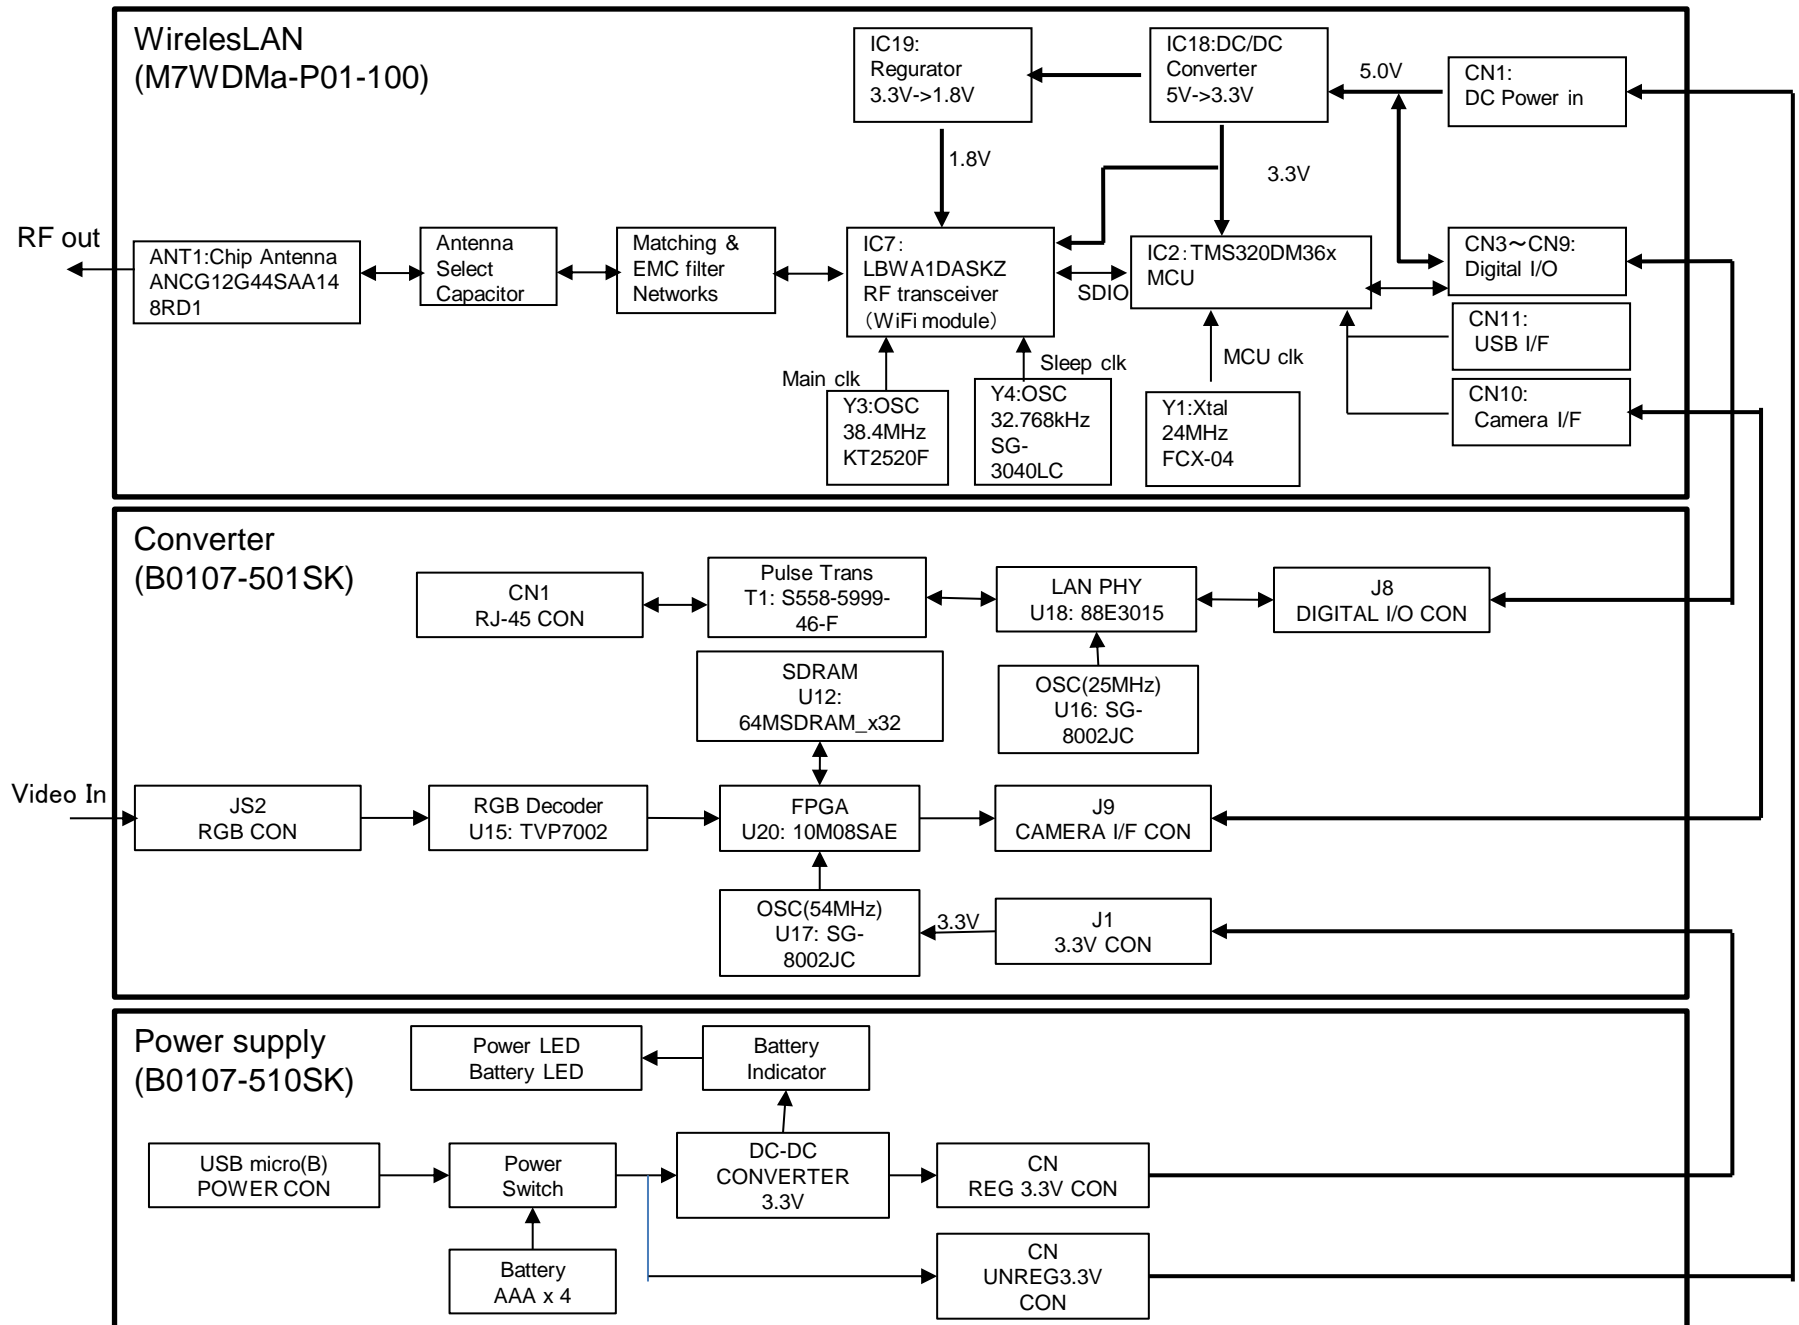 WirelesLAN
(M7WDMa-P01-100)
IC19:
Regurator
3.3V->1.8V
IC18:DC/DC
Converter
5V->3.3V
5.0V
CN1:
DC Power in
1.8V
3.3V
RF out
ANT1:Chip Antenna
ANCG12G44SAA14
8RD1
Antenna
Select
Capacitor
Matching &
EMC filter
Networks
IC7:
LBWA1DASKZ
RF transceiver
(WiFi module)
SDIO
IC2:TMS320DM36x
MCU
CN3～CN9:
Digital I/O
CN11:
USB I/F
CN10:
Camera I/F
Main clk
Sleep clk
MCU clk
Y3:OSC
38.4MHz
KT2520F
Y4:OSC
32.768kHz
SG-
3040LC
Y1:Xtal
24MHz
FCX-04
Converter
(B0107-501SK)
CN1
RJ-45 CON
Pulse Trans
T1: S558-5999-
46-F
LAN PHY
U18: 88E3015
J8
DIGITAL I/O CON
SDRAM
U12:
64MSDRAM_x32
OSC(25MHz)
U16: SG-
8002JC
Video In
JS2
RGB CON
RGB Decoder
U15: TVP7002
FPGA
U20: 10M08SAE
J9
CAMERA I/F CON
OSC(54MHz)
U17: SG-
8002JC
3.3V
J1
3.3V CON
Power supply
(B0107-510SK)
Power LED
Battery LED
Battery
Indicator
USB micro(B)
POWER CON
Power
Switch
DC-DC
CONVERTER
3.3V
CN
REG 3.3V CON
Battery
AAA x 4
CN
UNREG3.3V
CON